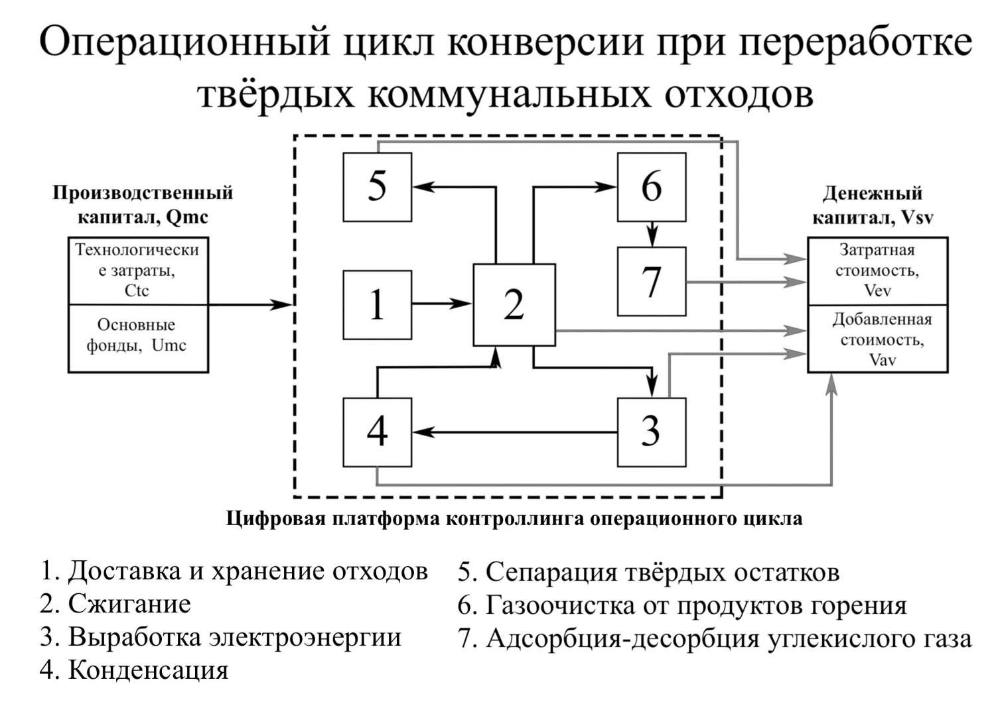 Операционный цикл конверсии при переработке
твёрдых коммунальных отходов
Производственный
капитал, Qmc
Технологически
е затраты,
Ctc
Основные
фонды, Umc
5
6
1
2
7
4
3
Денежный
капитал, Vsv
Затратная
стоимость,
Vev
Добавленная
стоимость,
Vav
Цифровая платформа контроллинга операционного цикла
1. Доставка и хранение отходов
2. Сжигание
3. Выработка электроэнергии
4. Конденсация
5. Сепарация твёрдых остатков
6. Газоочистка от продуктов горения
7. Адсорбция-десорбция углекислого газа